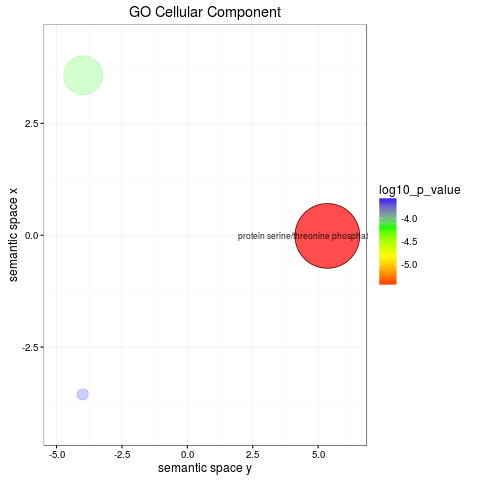 GO Cellular Component
semantic space x
2.5
0.0
-2.5
protein serine/threonine phosphat
-5.0
-2.5
0.0
2.5
5.0
semantic space y
log10_p_value
-4.0
-4.5
-5.0